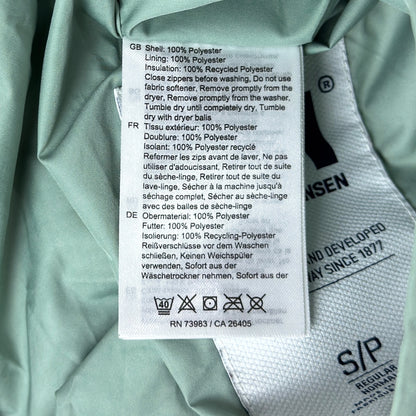 GB Shell: 100% Polyester
Lining: 100% Polyester
Insulation: 100% Recycled Polyester
Close zippers before washing, Do not use
fabric softener, Remove promptly from the
dryer, Remove promptly from the washer,
Tumble dry until completely dry, Tumble
dry with dryer balls
FR Tissu extérieur: 100% Polyester
Doublure: 100% Polyester
Isolant: 100% Polyester recyclé
Reformer les zips avant de laver, Ne pas
utiliser d'adoucissant, Retirer tout de suite
du sèche-linge, Retirer tout de suite du
lave-linge, Sécher à la machine jusqu'à
séchage complet, Sécher au sèche-linge
avec des balles de sèche-linge
DE Obermaterial: 100% Polyester
Futter: 100% Polyester
Isolierung: 100% Recycling-Polyester
Reißverschlüsse vor dem Waschen
schließen, Keinen Weichspüler
verwenden, Sofort aus der
Wäschetrockner nehmen, Sofort aus der
40
RN 73983 / CA 26405
®
NSEN
ND DEVELOPED
WAY SINCE 1877
S/P
REGULAR